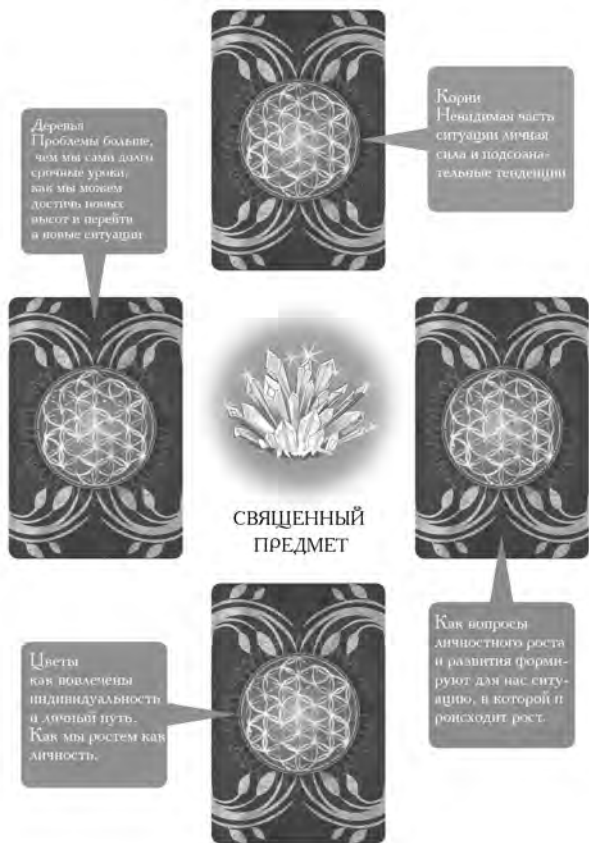 Корни
Невидимая часть
ситуации личная
сила и подсозна-
тельные тенденции
Деревья
Проблемы больше,
чем мы сами долго
срочные урока,
как мы можем
достичь новых
высот и перейти
в новые ситуации
СВЯЩЕННЫЙ
ПРЕДМЕТ
Цветы
как вовлечены
индивидуальность
и личный путь.
Как мы ростем как
личность.
Как вопросы
личностного роста
и развития форми-
руют для нас ситу-
ацию, в которой п
роисходит рост.